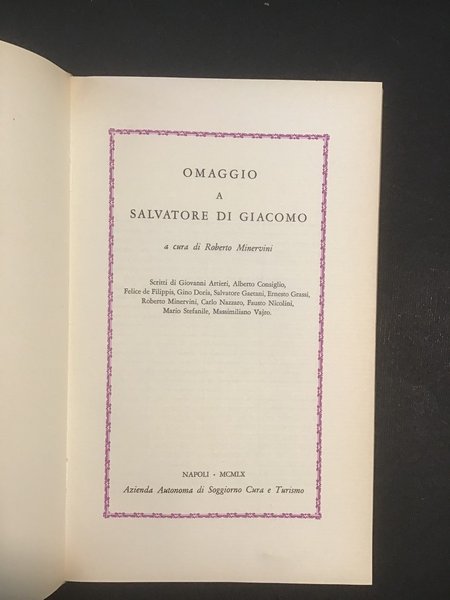 OMAGGIO
A
SALVATORE DI GIACOMO
a cura di Roberto Minervini
Scritti di Giovanni Artieri, Alberto Consiglio,
Felice de Filippis, Gino Doria, Salvatore Gaetani, Ernesto Grassi,
Roberto Minervini, Carlo Nazzaro, Fausto Nicolini,
Mario Stefanile, Massimiliano Vajro.
NAPOLI - MCMLX
Azienda Autonoma di Soggiorno Cura e Turismo